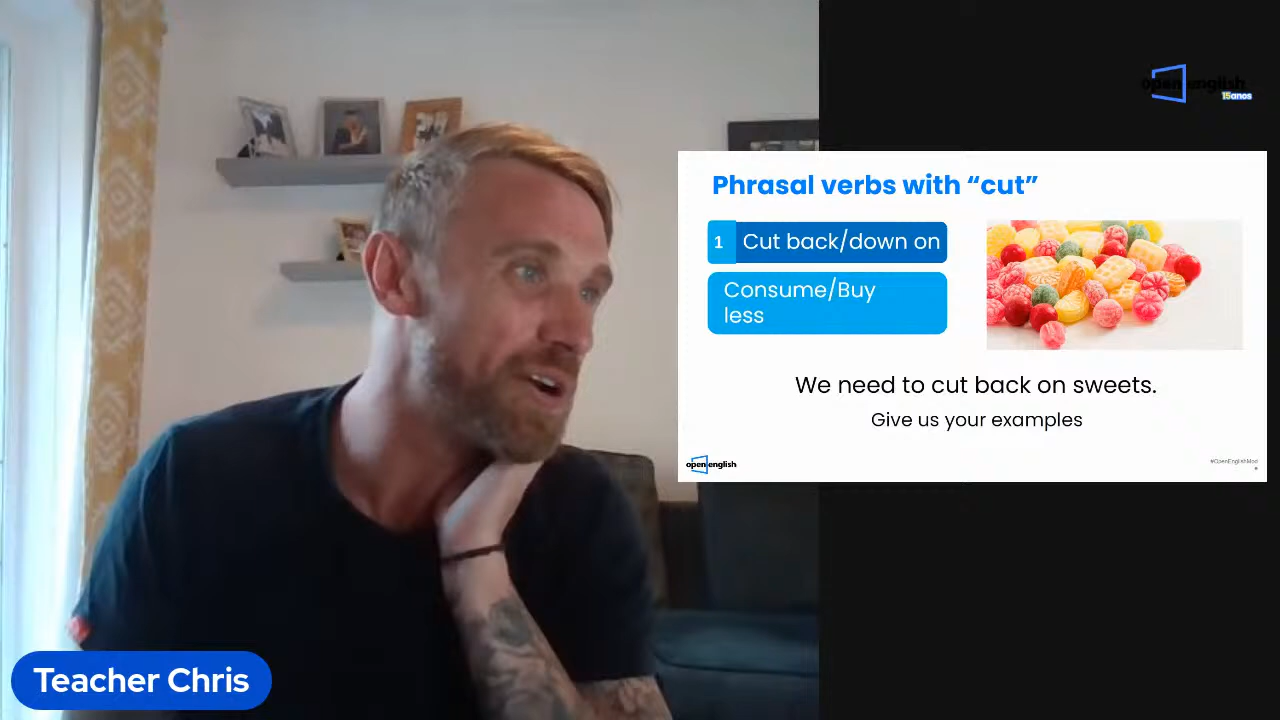 open english
15anos
Phrasal verbs with “cut”
1 Cut back/down on
Consume/Buy
less
We need to cut back on sweets.
Give us your examples
open english
#OpenEnglishMod
Teacher Chris